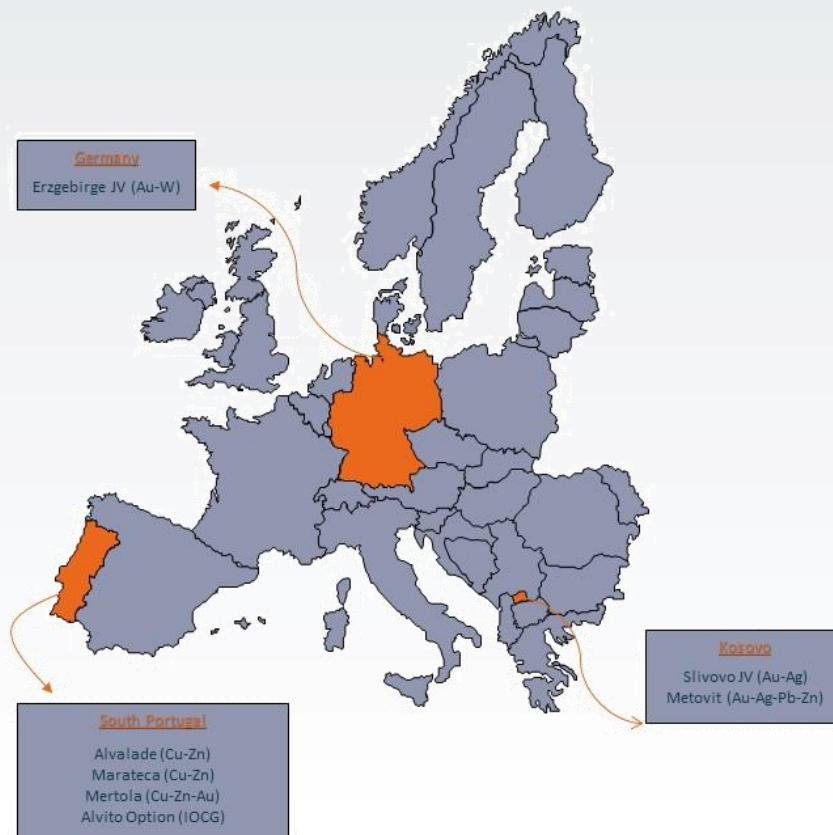 Germany
Erzgebirge JV (Au-W)
Kosovo
Slivovo JV (Au-Ag)
Metovit (Au-Ag-Pb-Zn)
South Portugal
Alvalade (Cu-Zn)
Marateca (Cu-Zn)
Mertola (Cu-Zn-Au)
Alvito Option (IOCG)